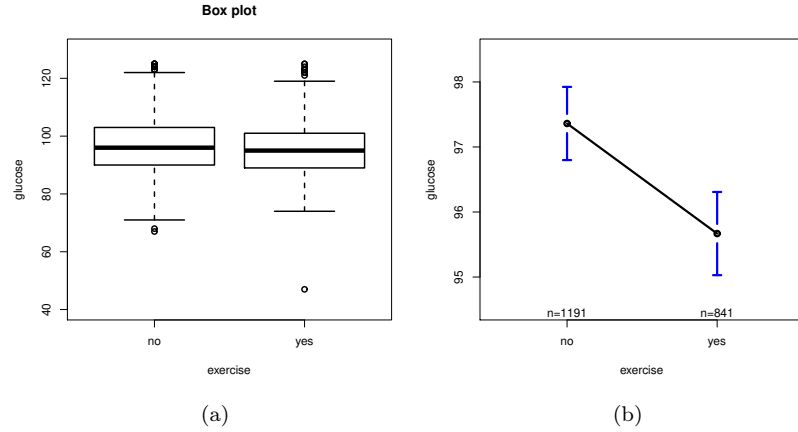 Box plot
glucose
120
100
80
60
40
no
yes
exercise
(a)
glucose
98
97
96
95
n=1191
n=841
no
yes
exercise
(b)